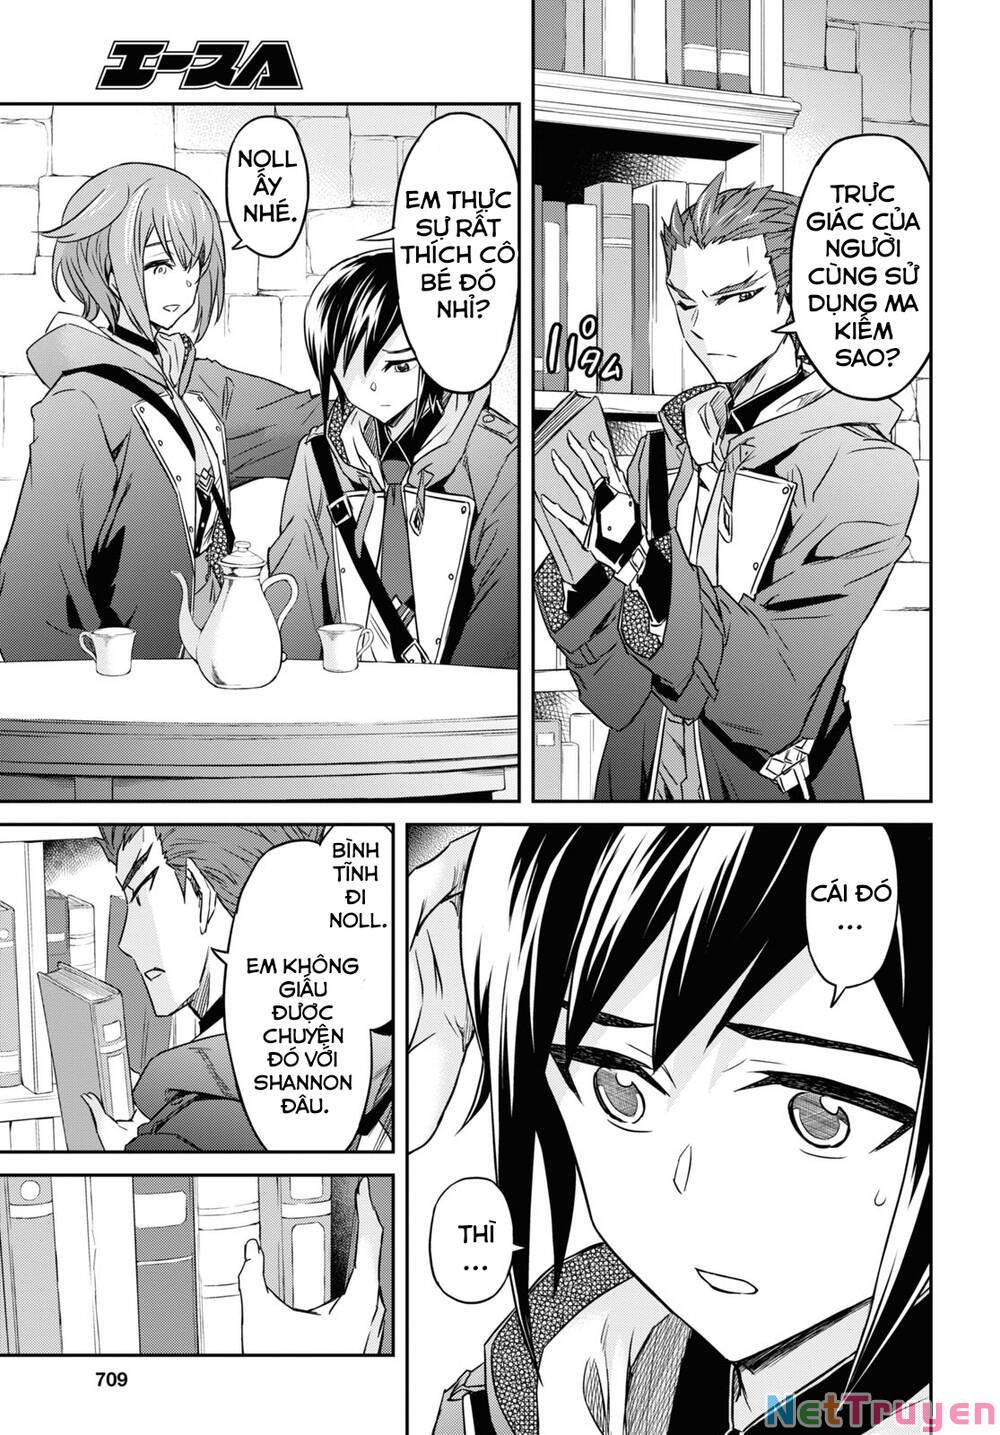 エースA
TRỰC
GIÁC CỦA
NGƯỜI
CÙNG SỬ
DỤNG MA
KIẾM
SAO?
EM THỰC
SỰ RẤT
THÍCH CÔ
BÉ ĐÓ
NHỈ?
NOLL
ẤY
NHÉ.
CÁI ĐÓ
...
THÌ
...
BÌNH
TĨNH
ĐI
NOLL.
EM KHÔNG
GIẤU
ĐƯỢC
CHUYỆN
ĐÓ VỚI
SHANNON
ĐÂU.
709
NetTruyen